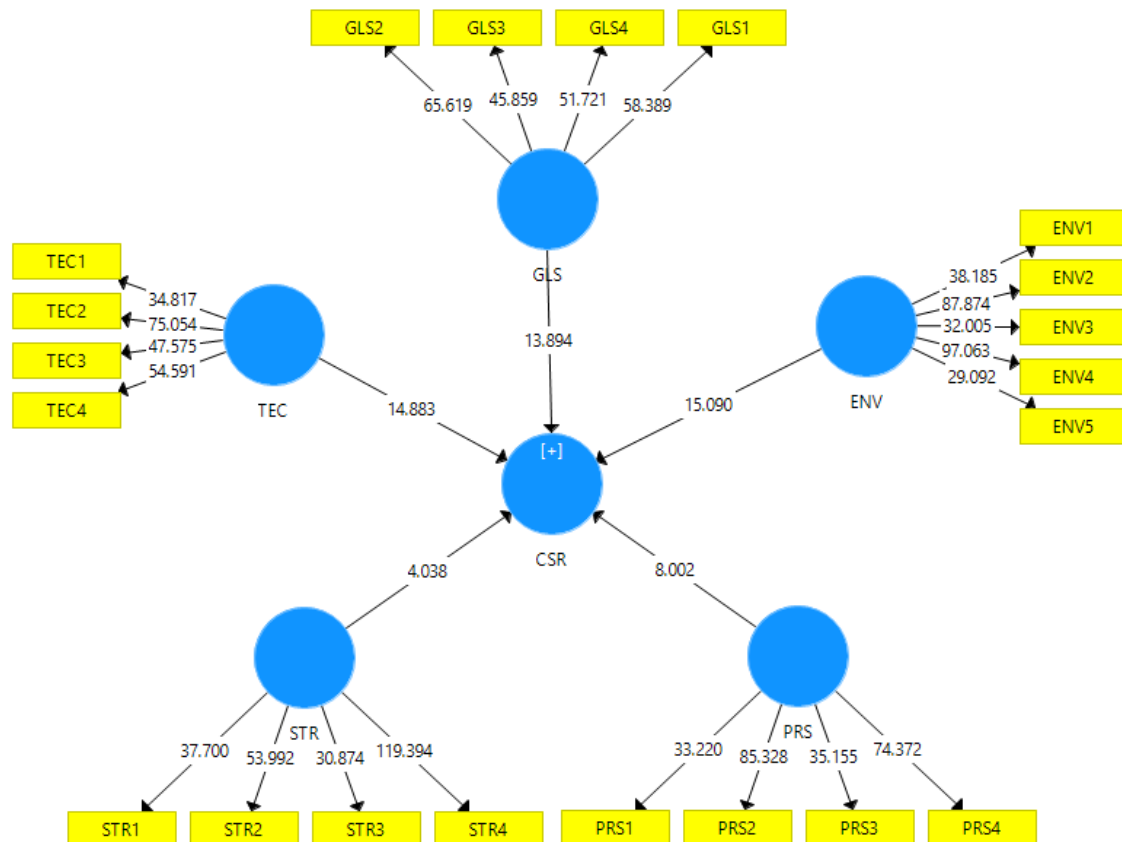 GLS2 GLS3 GLS4 GLS1
65.619 45.859 51.721 58.389
GLS
TEC1
TEC2
TEC3
TEC4
34.817
75.054
47.575
54.591
TEC
ENV1
ENV2
ENV3
ENV4
ENV5
38.185
87.874
32.005
97.063
29.092
ENV
13.894
14.883
15.090
[+]
CSR
4.038
8.002
STR
PRS
37.700 53.992 30.874 119.394
33.220 85.328 35.155 74.372
STR1 STR2 STR3 STR4
PRS1 PRS2 PRS3 PRS4